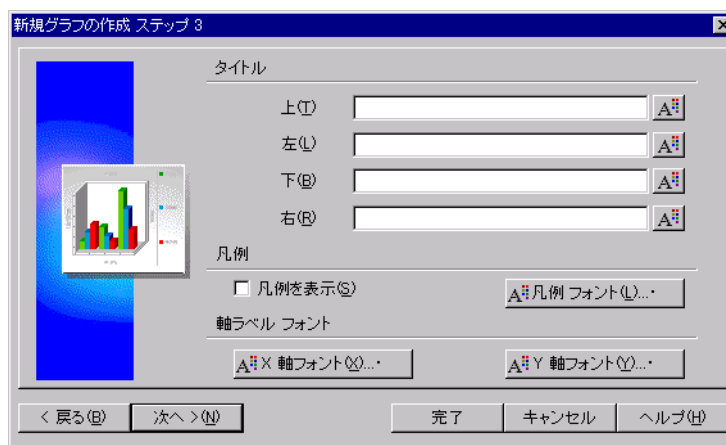 新規グラフの作成 ステップ 3
タイトル
上(T)
左(L)
下(B)
右(R)
凡例
凡例を表示(S)
凡例 フォント(L)...
軸ラベル フォント
X 軸フォント(X)...
Y 軸フォント(Y)...
< 戻る(B)
次へ >(N)
完了
キャンセル
ヘルプ(H)